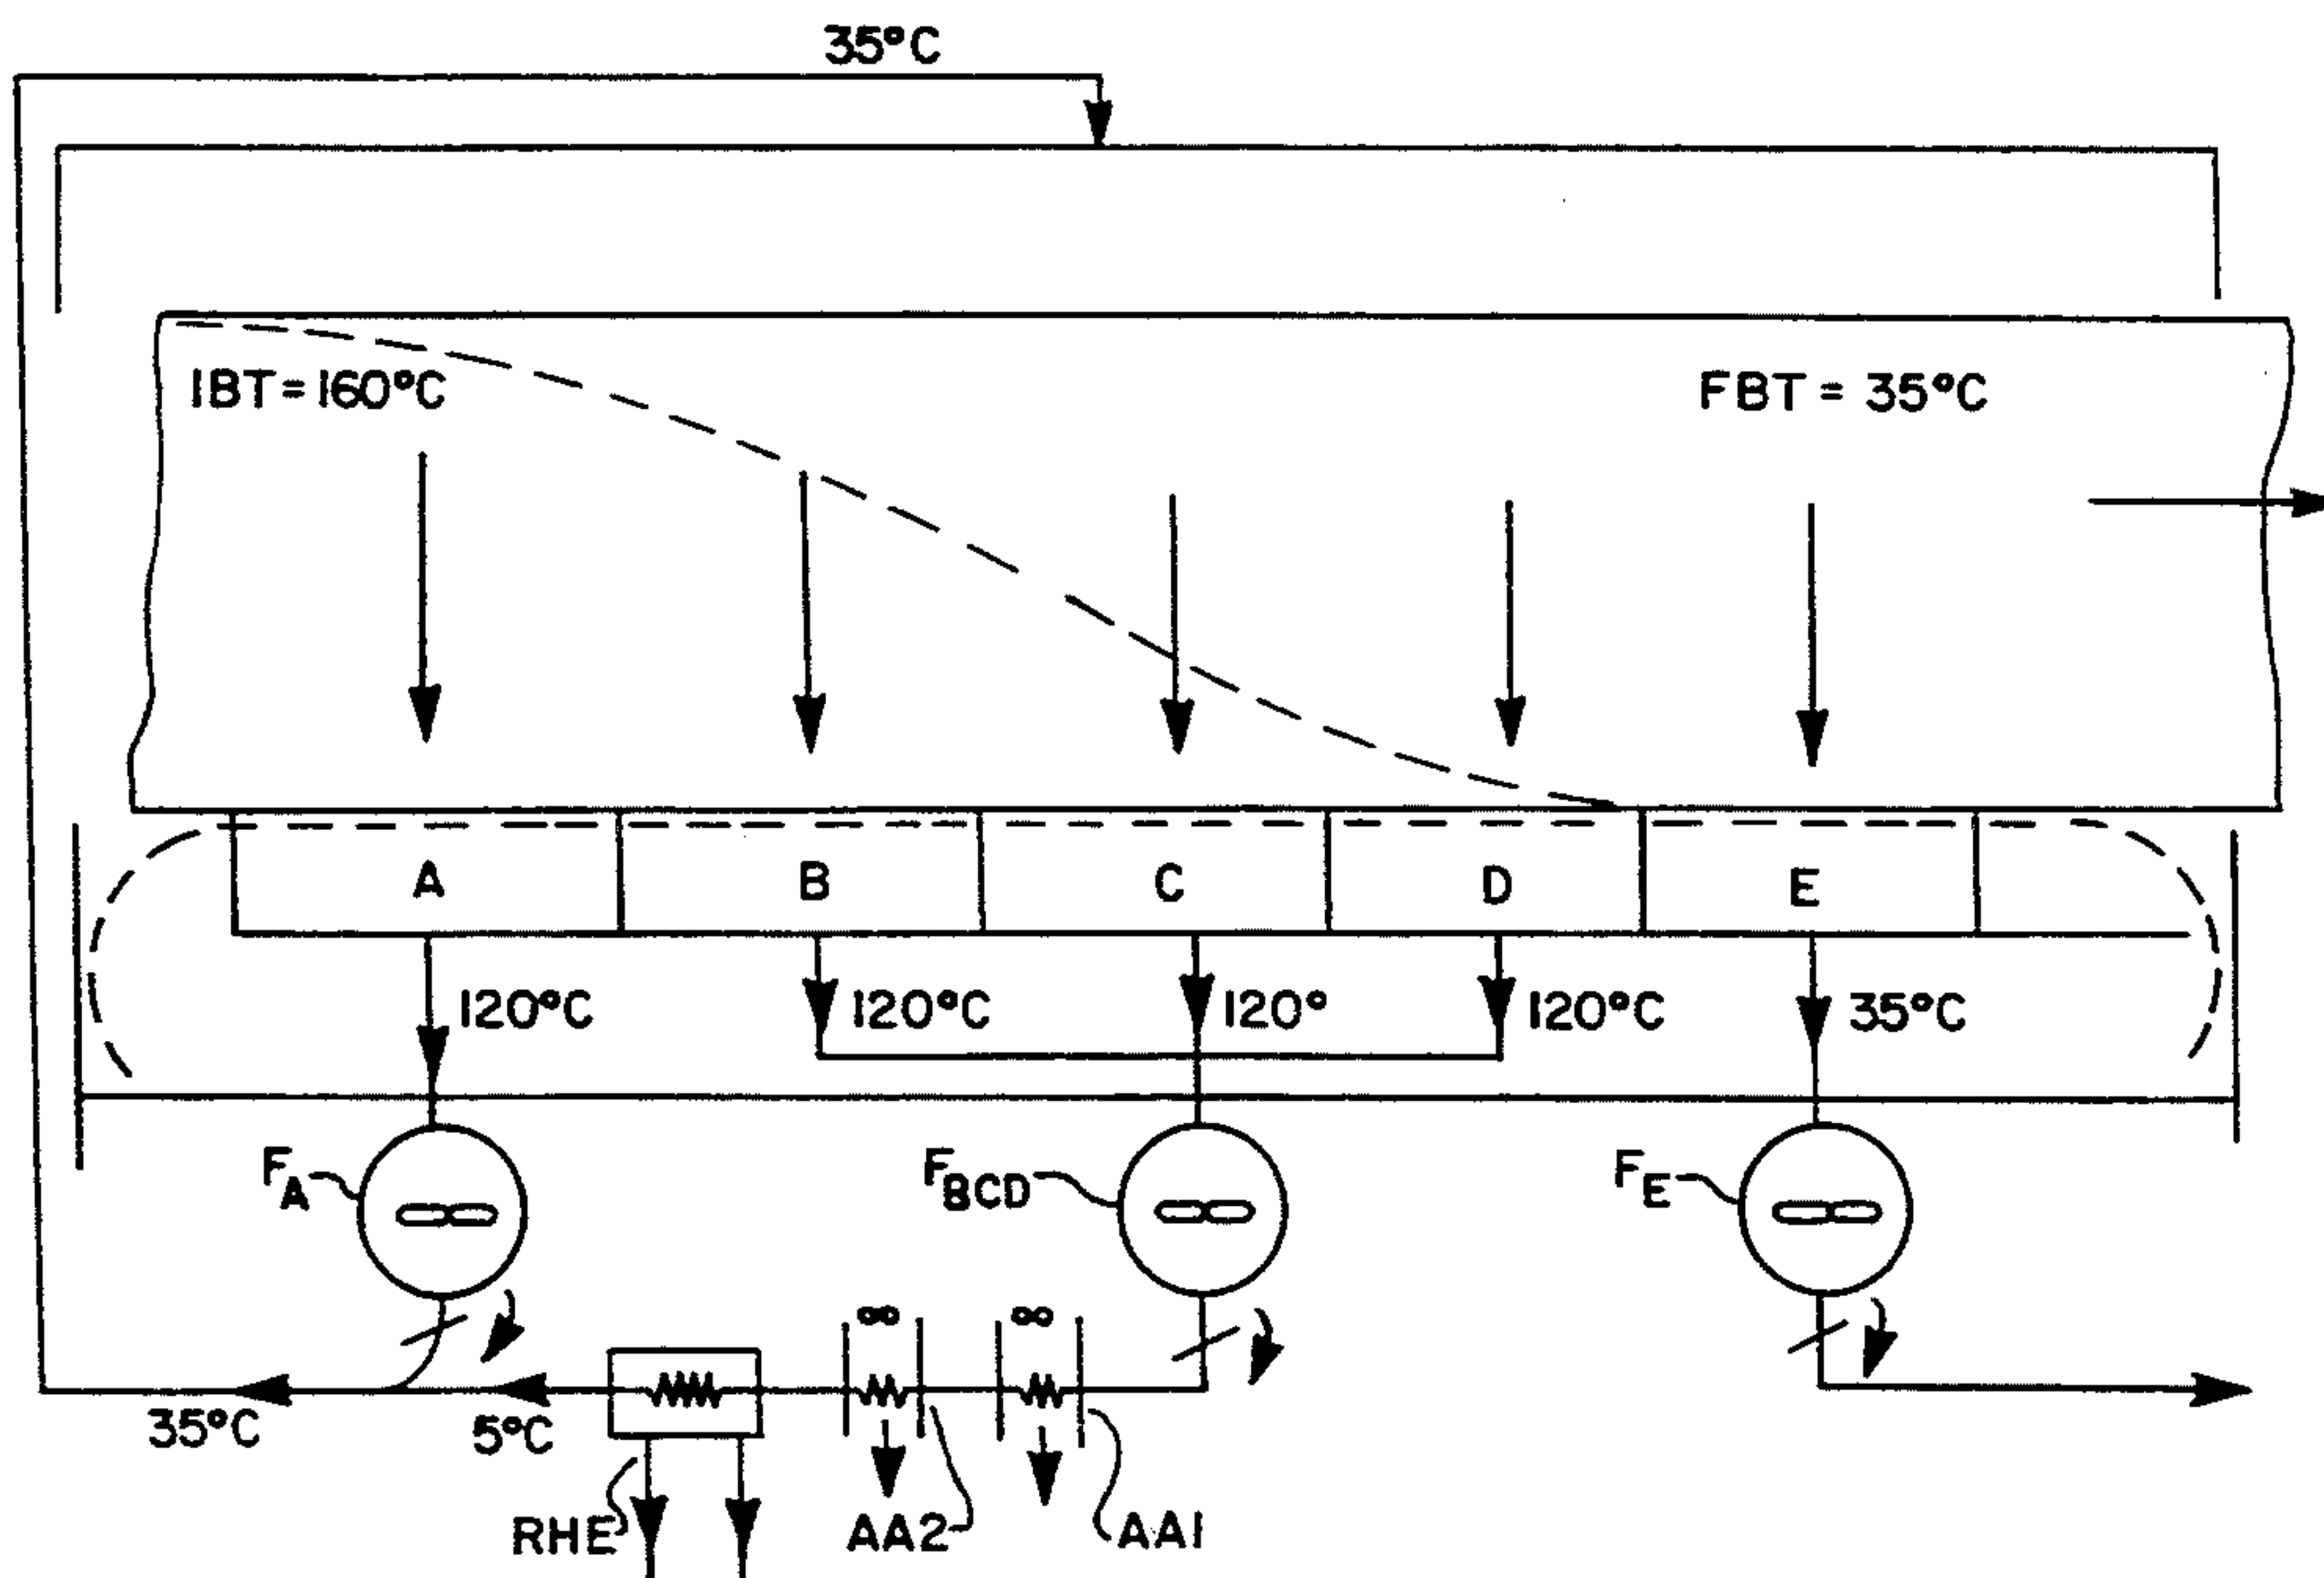 35°C
IBT=160°C
FBT = 35°C
A
B
C
D
E
120°C
120°C
120°
120°C
35°C
FA
FBCD
FE
∞
∞
35°C
5°C
RHE
AA2
AA1